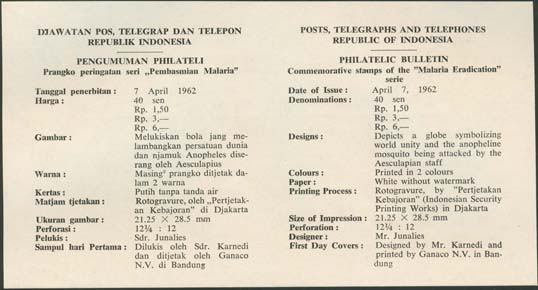 DJAWATAN POS, TELEGRAP DAN TELEPON
REPUBLIK INDONESIA
PENGUMUMAN PHILATELI
Prangko peringatan seri „Pembasmian Malaria”
Tanggal penerbitan : 7 April 1962
Harga : 40 sen
Rp. 1,50
Rp. 3,—
Rp. 6,—
Gambar : Melukiskan bola jang me-
lambangkan persatuan dunia
dan njamuk Anopheles dise-
rang oleh Aesculapius
Warna : Masing² prangko ditjetak da-
lam 2 warna
Kertas : Putih tanpa tanda air
Matjam tjetakan : Rotogravure, oleh „Pertjetak-
an Kebajoran” di Djakarta
Ukuran gambar : 21.25 × 28.5 mm
Perforasi : 12¾ : 12
Pelukis : Sdr. Junalies
Sampul hari Pertama : Dilukis oleh Sdr. Karnedi
dan ditjetak oleh Ganaco
N.V. di Bandung
POSTS, TELEGRAPHS AND TELEPHONES
REPUBLIC OF INDONESIA
PHILATELIC BULLETIN
Commemorative stamps of the "Malaria Eradication"
serie
Date of Issue : April 7, 1962
Denominations : 40 sen
Rp. 1,50
Rp. 3,—
Rp. 6,—
Designs : Depicts a globe symbolizing
world unity and the anopheline
mosquito being attacked by the
Aesculapian staff
Colours : Printed in 2 colours
Paper : White without watermark
Printing Process : Rotogravure, by "Pertjetakan
Kebajoran" (Indonesian Security
Printing Works) in Djakarta
Size of Impression : 21.25 × 28.5 mm
Perforation : 12¾ : 12
Designer : Mr. Junalies
First Day Covers : Designed by Mr. Karnedi and
printed by Ganaco N.V. in Ban-
dung